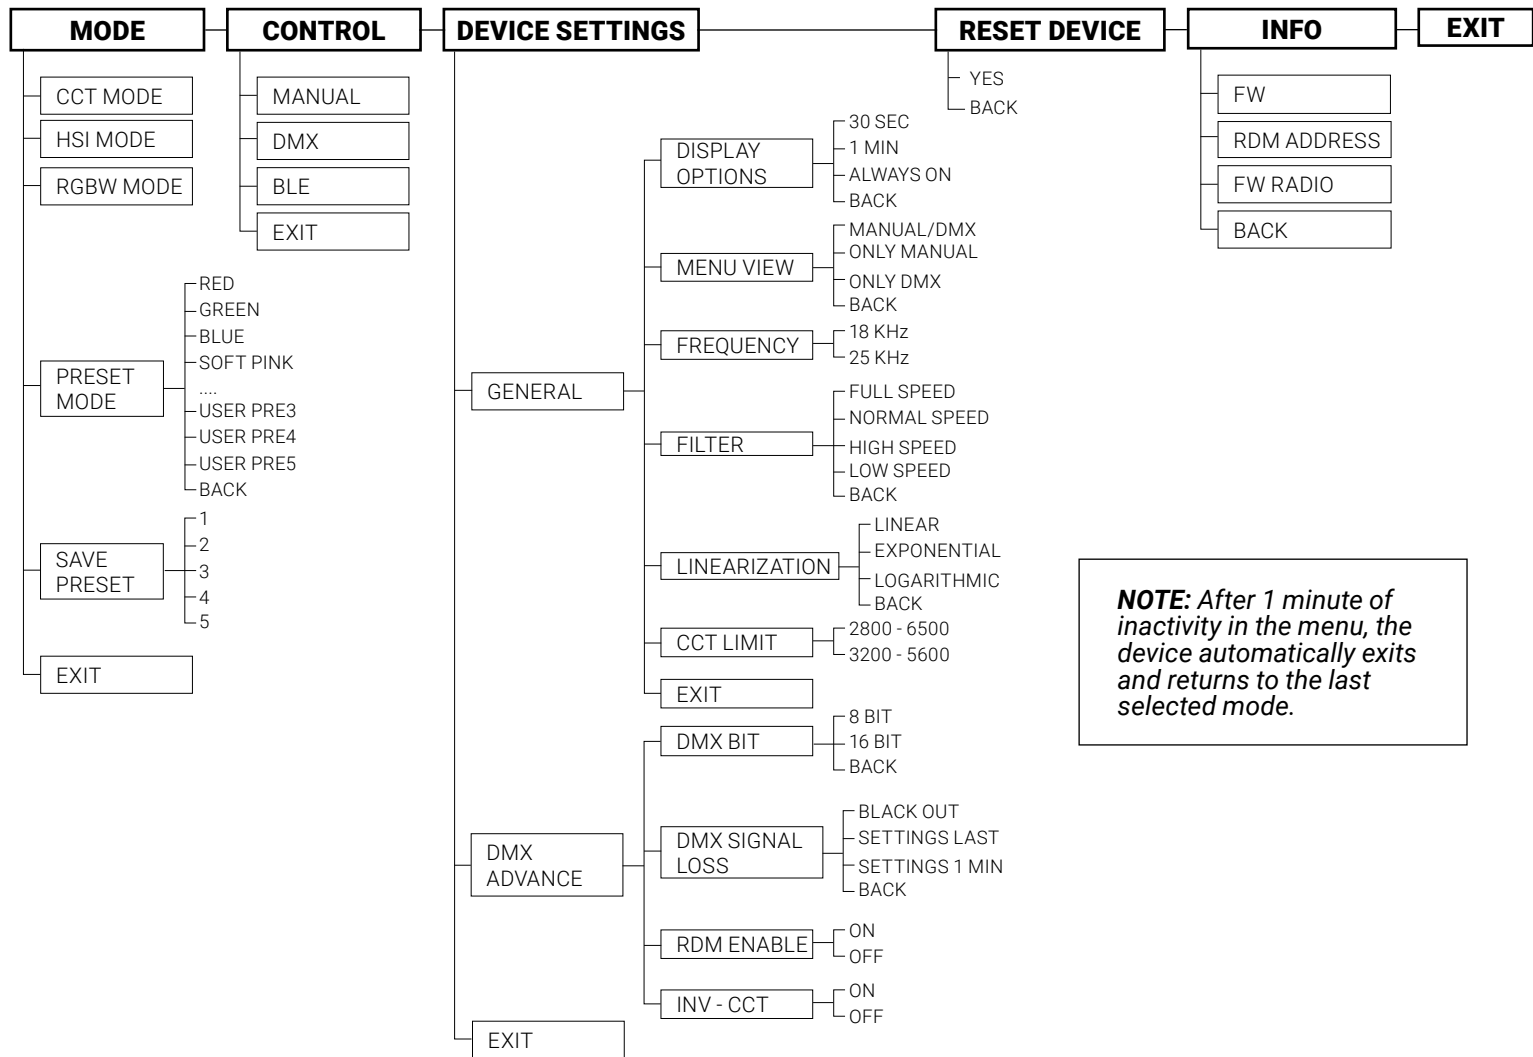 MODE
CONTROL
DEVICE SETTINGS
RESET DEVICE
INFO
EXIT
CCT MODE
HSI MODE
RGBW MODE
PRESET
MODE
RED
GREEN
BLUE
SOFT PINK
....
USER PRE3
USER PRE4
USER PRE5
BACK
SAVE
PRESET
1
2
3
4
5
EXIT
MANUAL
DMX
BLE
EXIT
GENERAL
DISPLAY
OPTIONS
30 SEC
1 MIN
ALWAYS ON
BACK
MENU VIEW
MANUAL/DMX
ONLY MANUAL
ONLY DMX
BACK
FREQUENCY
18 KHz
25 KHz
FILTER
FULL SPEED
NORMAL SPEED
HIGH SPEED
LOW SPEED
BACK
LINEARIZATION
LINEAR
EXPONENTIAL
LOGARITHMIC
BACK
CCT LIMIT
2800 - 6500
3200 - 5600
EXIT
DMX
ADVANCE
DMX BIT
8 BIT
16 BIT
BACK
DMX SIGNAL
LOSS
BLACK OUT
SETTINGS LAST
SETTINGS 1 MIN
BACK
RDM ENABLE
ON
OFF
INV - CCT
ON
OFF
EXIT
YES
BACK
FW
RDM ADDRESS
FW RADIO
BACK
NOTE: After 1 minute of
inactivity in the menu, the
device automatically exits
and returns to the last
selected mode.